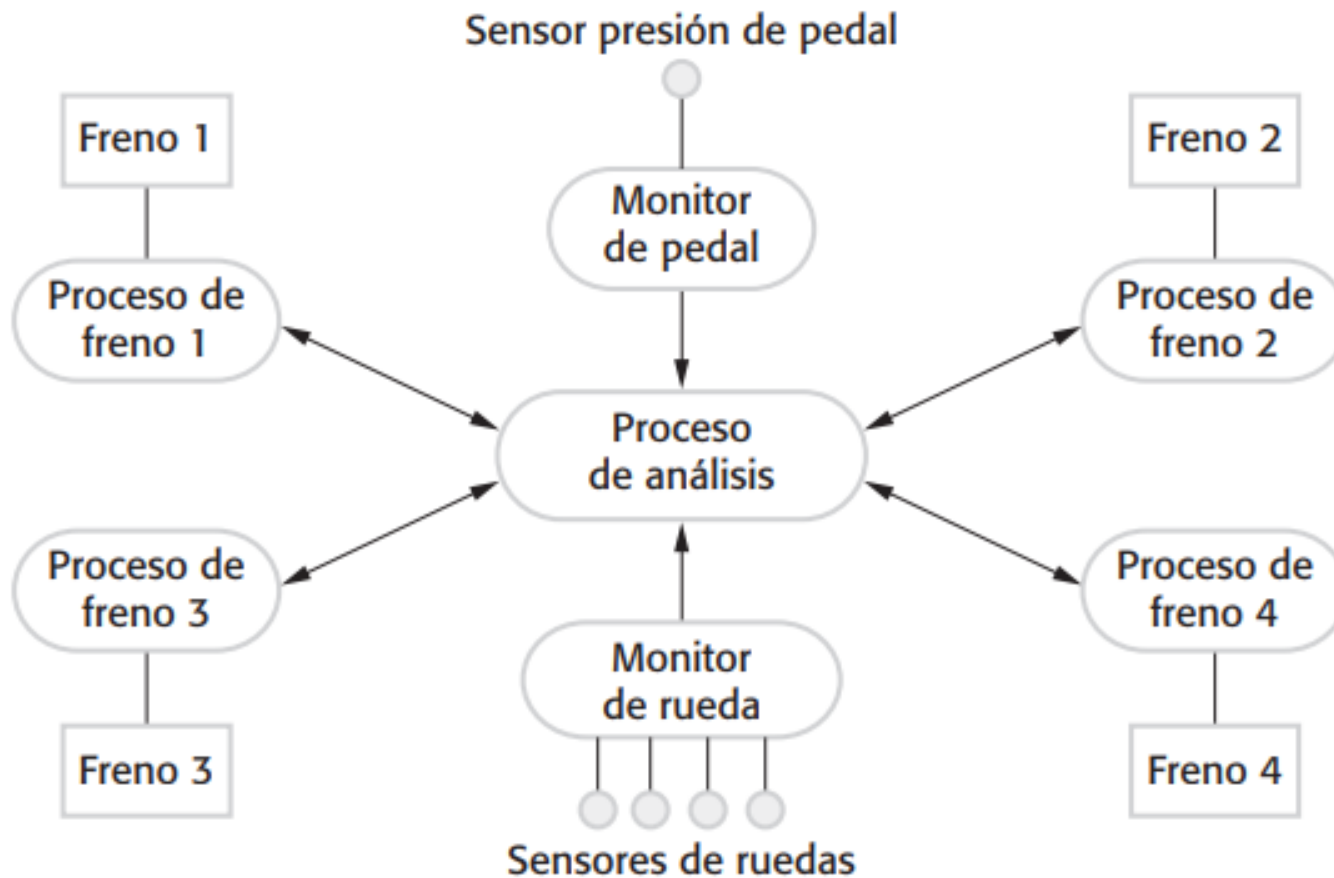 Sensor presión de pedal
Freno 1
Freno 2
Monitor
de pedal
Proceso de
freno 1
Proceso de
freno 2
Proceso
de análisis
Proceso de
freno 3
Proceso de
freno 4
Monitor
de rueda
Freno 3
Freno 4
Sensores de ruedas